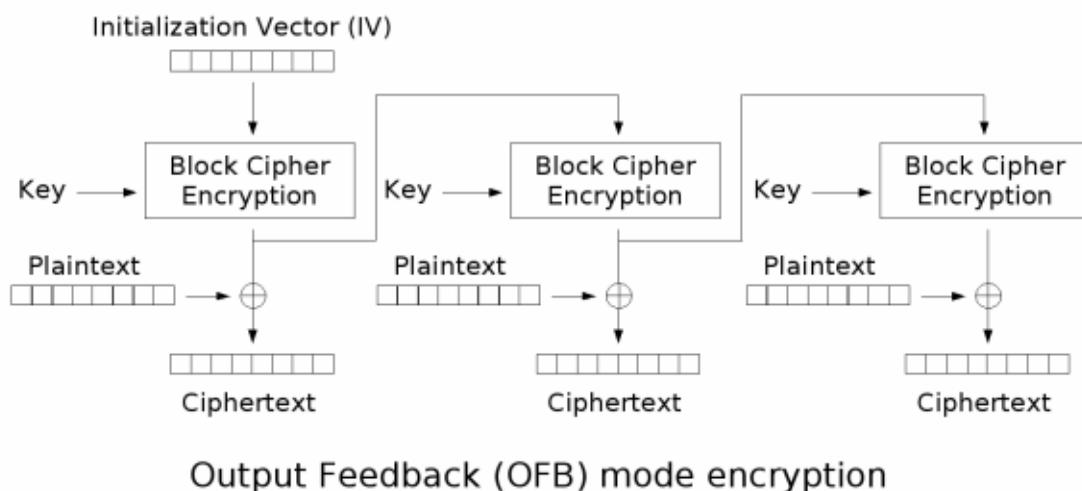 Initialization Vector (IV)
Block Cipher
Encryption
Block Cipher
Encryption
Block Cipher
Encryption
Key
Key
Key
Plaintext
Plaintext
Plaintext
Ciphertext
Ciphertext
Ciphertext
Output Feedback (OFB) mode encryption